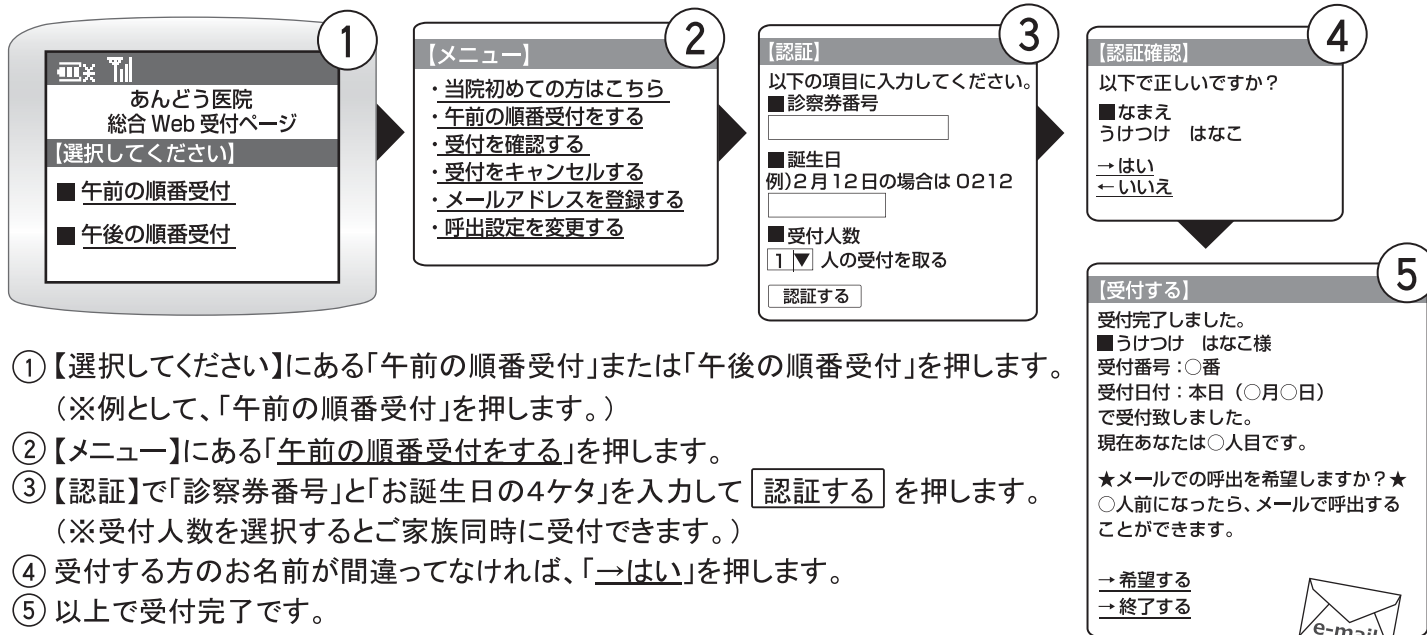 ①
あんどう医院
総合 Web 受付ページ
【選択してください】
■ 午前の順番受付
■ 午後の順番受付
②
【メニュー】
・当院初めての方はこちら
・午前の順番受付をする
・受付を確認する
・受付をキャンセルする
・メールアドレスを登録する
・呼出設定を変更する
③
【認証】
以下の項目に入力してください。
■診察券番号
■誕生日
例)2月12日の場合は 0212
■受付人数
1▼ 人の受付を取る
認証する
④
【認証確認】
以下で正しいですか？
■なまえ
うけつけ　はなこ
→はい
←いいえ
⑤
【受付する】
受付完了しました。
■うけつけ　はなこ様
受付番号：○番
受付日付：本日（○月○日）
で受付致しました。
現在あなたは○人目です。
★メールでの呼出を希望しますか？★
○人前になったら、メールで呼出する
ことができます。
→希望する
→終了する
e-mail
①【選択してください】にある「午前の順番受付」または「午後の順番受付」を押します。
（※例として、「午前の順番受付」を押します。）
②【メニュー】にある「午前の順番受付をする」を押します。
③【認証】で「診察券番号」と「お誕生日の4ケタ」を入力して 認証する を押します。
（※受付人数を選択するとご家族同時に受付できます。）
④ 受付する方のお名前が間違ってなければ、「→はい」を押します。
⑤ 以上で受付完了です。